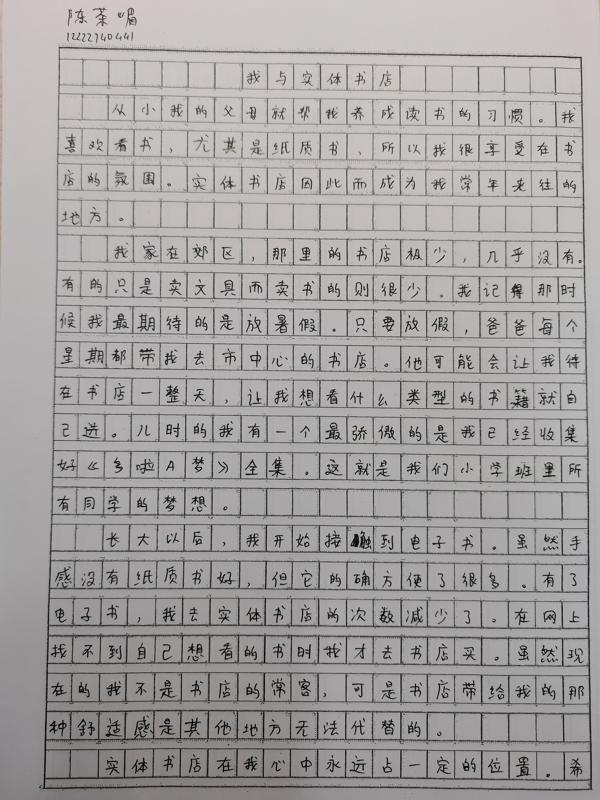 陈茶嵋
12222740441
我与实体书店
从小我的父母就帮我养成读书的习惯。我
喜欢看书，尤其是纸质书，所以我很享受在书
店的氛围。实体书店因此而成为我常年来往的
地方。
我家在郊区，那里的书店极少，几乎没有。
有的只是卖文具而卖书的则很少。我记得那时
候我最期待的是放暑假。只要放假，爸爸每个
星期都带我去市中心的书店。他可能会让我待
在书店一整天，让我想看什么类型的书籍就自
己选。儿时的我有一个最骄傲的是我已经收集
好《多啦A梦》全集。这就是我们小学班里所
有同学的梦想。
长大以后，我开始接触到电子书。虽然手
感没有纸质书好，但它的确方便了很多。有了
电子书，我去实体书店的次数减少了。在网上
找不到自己想看的书时我才去书店买。虽然现
在的我不是书店的常客，可是书店带给我的那
种舒适感是其他地方无法代替的。
实体书店在我心中永远占一定的位置。希